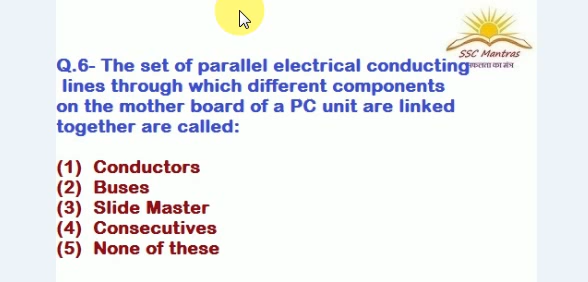 SSC Mantras
सफलता का मंत्र
Q.6- The set of parallel electrical conducting
lines through which different components
on the mother board of a PC unit are linked
together are called:
(1) Conductors
(2) Buses
(3) Slide Master
(4) Consecutives
(5) None of these